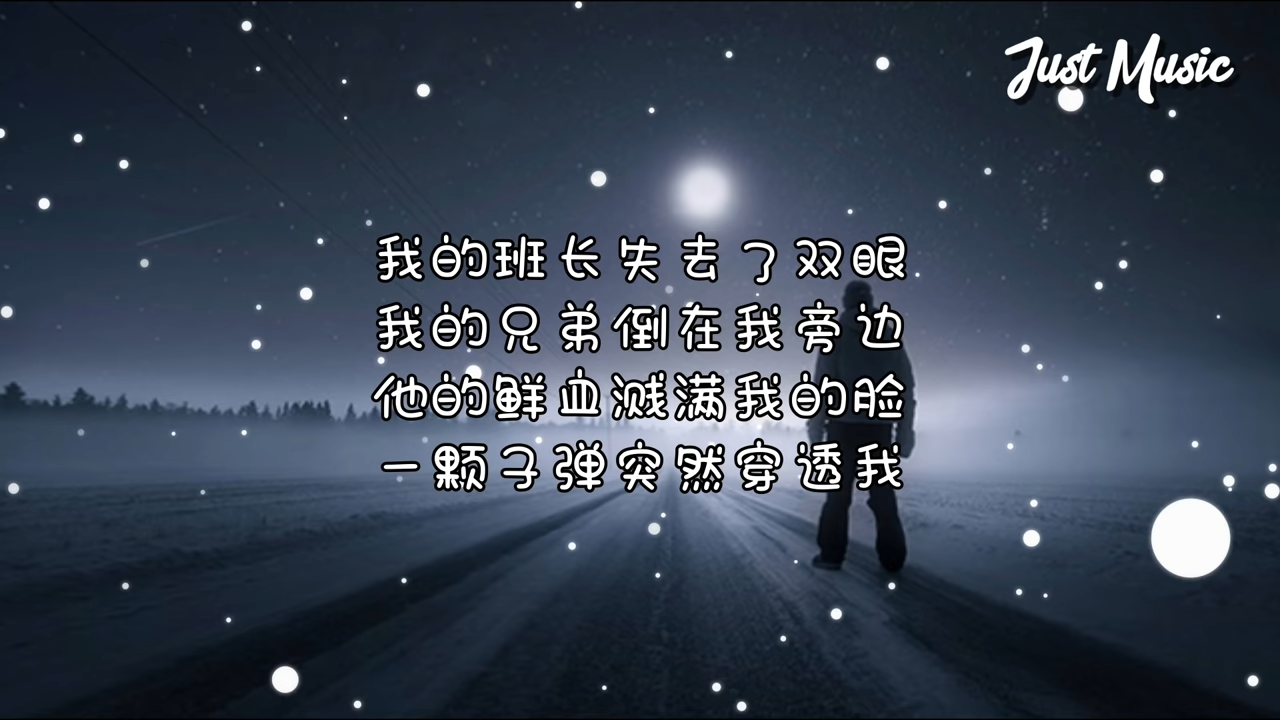 Just Music
我的班长失去了双眼
我的兄弟倒在我旁边
他的鲜血溅满我的脸
一颗子弹突然穿透我